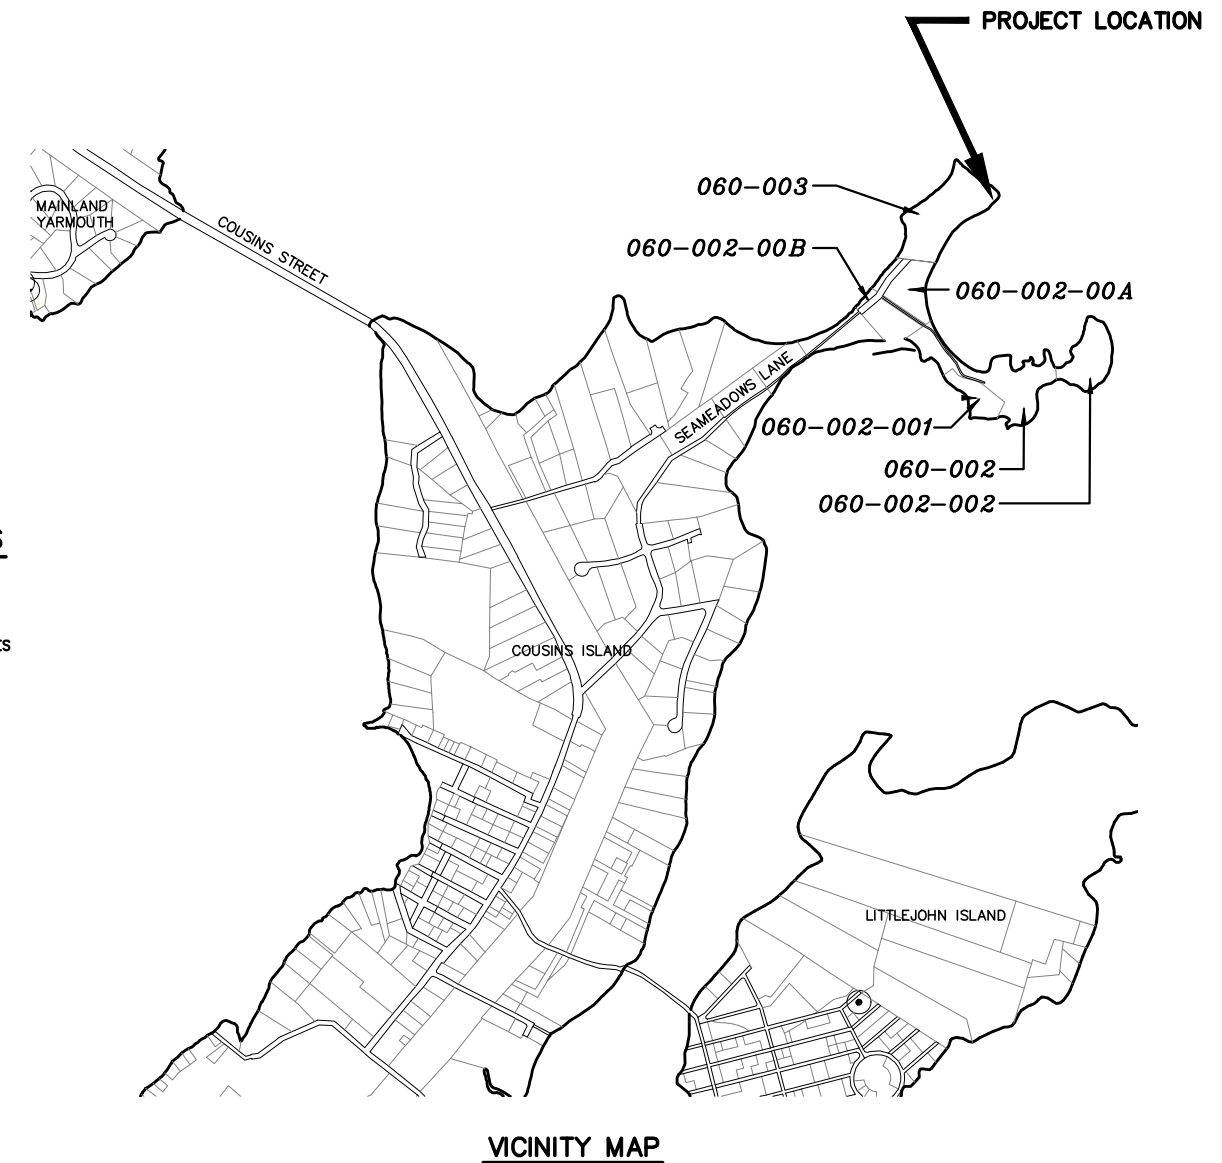 PROJECT LOCATION
060-003
MAINLAND
YARMOUTH
COUSINS STREET
060-002-00B
060-002-00A
SEAMEADOWS LANE
060-002-001
060-002
060-002-002
S
ES
COUSINS ISLAND
LITTLEJOHN ISLAND
VICINITY MAP